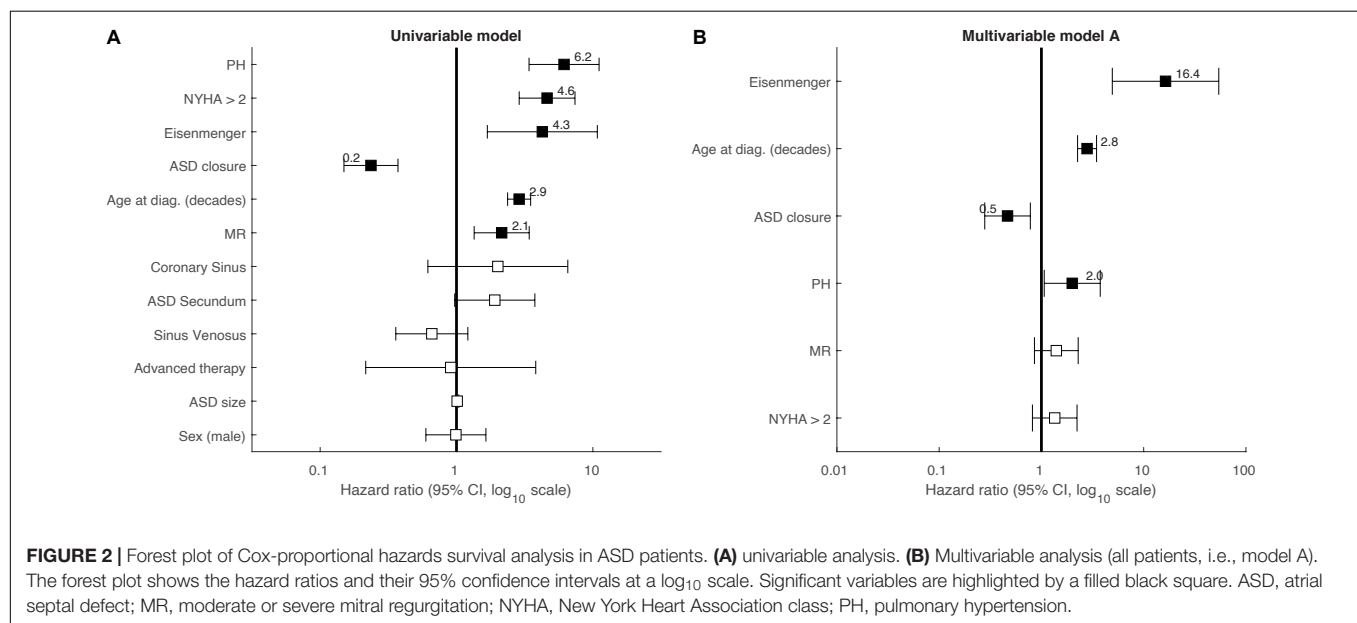 A
Univariable model
PH
6.2
NYHA > 2
4.6
Eisenmenger
4.3
ASD closure
0.2
Age at diag. (decades)
2.9
MR
2.1
Coronary Sinus
ASD Secundum
Sinus Venosus
Advanced therapy
ASD size
Sex (male)
0.1 1 10
Hazard ratio (95% CI, log10 scale)
B
Multivariable model A
Eisenmenger
16.4
Age at diag. (decades)
2.8
ASD closure
0.5
PH
2.0
MR
NYHA > 2
0.01 0.1 1 10 100
Hazard ratio (95% CI, log10 scale)
FIGURE 2 | Forest plot of Cox-proportional hazards survival analysis in ASD patients. (A) univariable analysis. (B) Multivariable analysis (all patients, i.e., model A).
The forest plot shows the hazard ratios and their 95% confidence intervals at a log10 scale. Significant variables are highlighted by a filled black square. ASD, atrial
septal defect; MR, moderate or severe mitral regurgitation; NYHA, New York Heart Association class; PH, pulmonary hypertension.